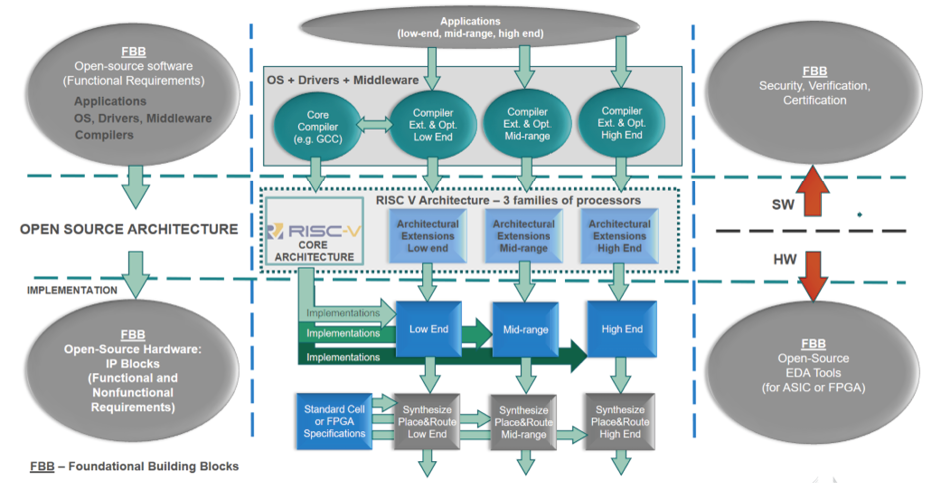 Applications
(low-end, mid-range, high end)
FBB
Open-source software
(Functional Requirements)
Applications
OS, Drivers, Middleware
Compilers
OS + Drivers + Middleware
Core
Compiler
(e.g. GCC)
Compiler
Ext. & Opt.
Low End
Compiler
Ext. & Opt.
Mid-range
Compiler
Ext. & Opt.
High End
FBB
Security, Verification,
Certification
OPEN SOURCE ARCHITECTURE
RISC V Architecture – 3 families of processors
RISC-V
CORE
ARCHITECTURE
Architectural
Extensions
Low end
Architectural
Extensions
Mid-range
Architectural
Extensions
High End
SW
HW
IMPLEMENTATION
FBB
Open-Source Hardware:
IP Blocks
(Functional and
Nonfunctional
Requirements)
Implementations
Implementations
Implementations
Low End
Mid-range
High End
Standard Cell
or FPGA
Specifications
Synthesize
Place&Route
Low End
Synthesize
Place&Route
Mid-range
Synthesize
Place&Route
High End
FBB
Open-Source
EDA Tools
(for ASIC or FPGA)
FBB – Foundational Building Blocks